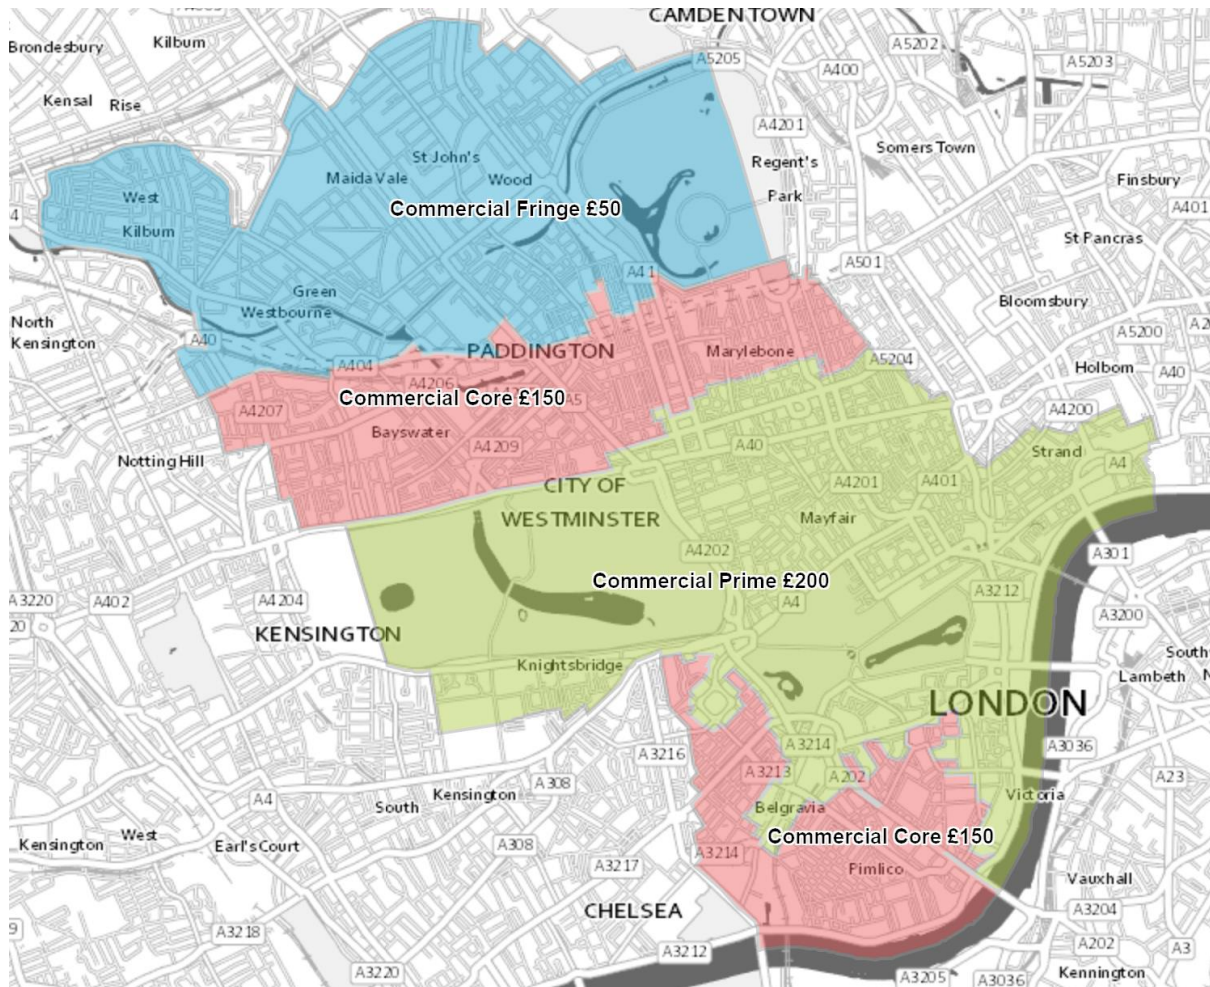 CAMDEN TOWN
Brondesbury
Kilburn
A5202
A5205
A400
A5203
Kensal Rise
A4201
Somers Town
St John's
Wood
Maida Vale
Regent's
Park
Finsbury
West
Kilburn
Commercial Fringe £50
A401
4
St Pancras
A41
A501
Green
Westbourne
Bloomsbury
North
Kensington
A40
A5200
PADDINGTON
Marylebone
A404
A5204
Holborn
A40
A4206
Commercial Core £150
A5
A4207
A4200
Bayswater
A4209
A40
Strand
Notting Hill
A4
CITY OF
WESTMINSTER
A4201
A401
Mayfair
A4202
A301
Commercial Prime £200
A3212
A3220
20
A402
A4204
A4
A3200
KENSINGTON
Knightsbridge
South
Lambeth
LONDON
A3216
A3214
A3036
A3213
A202
A308
A23
A4
South Kensington
Belgravia
Victoria
West
Kensington
Earl's Court
A308
Commercial Core £150
A3214
A3217
Pimlico
Vauxhall
CHELSEA
A3204
9
A3218
A3212
A202
A3
A3220
A3205
A3036
Kennington